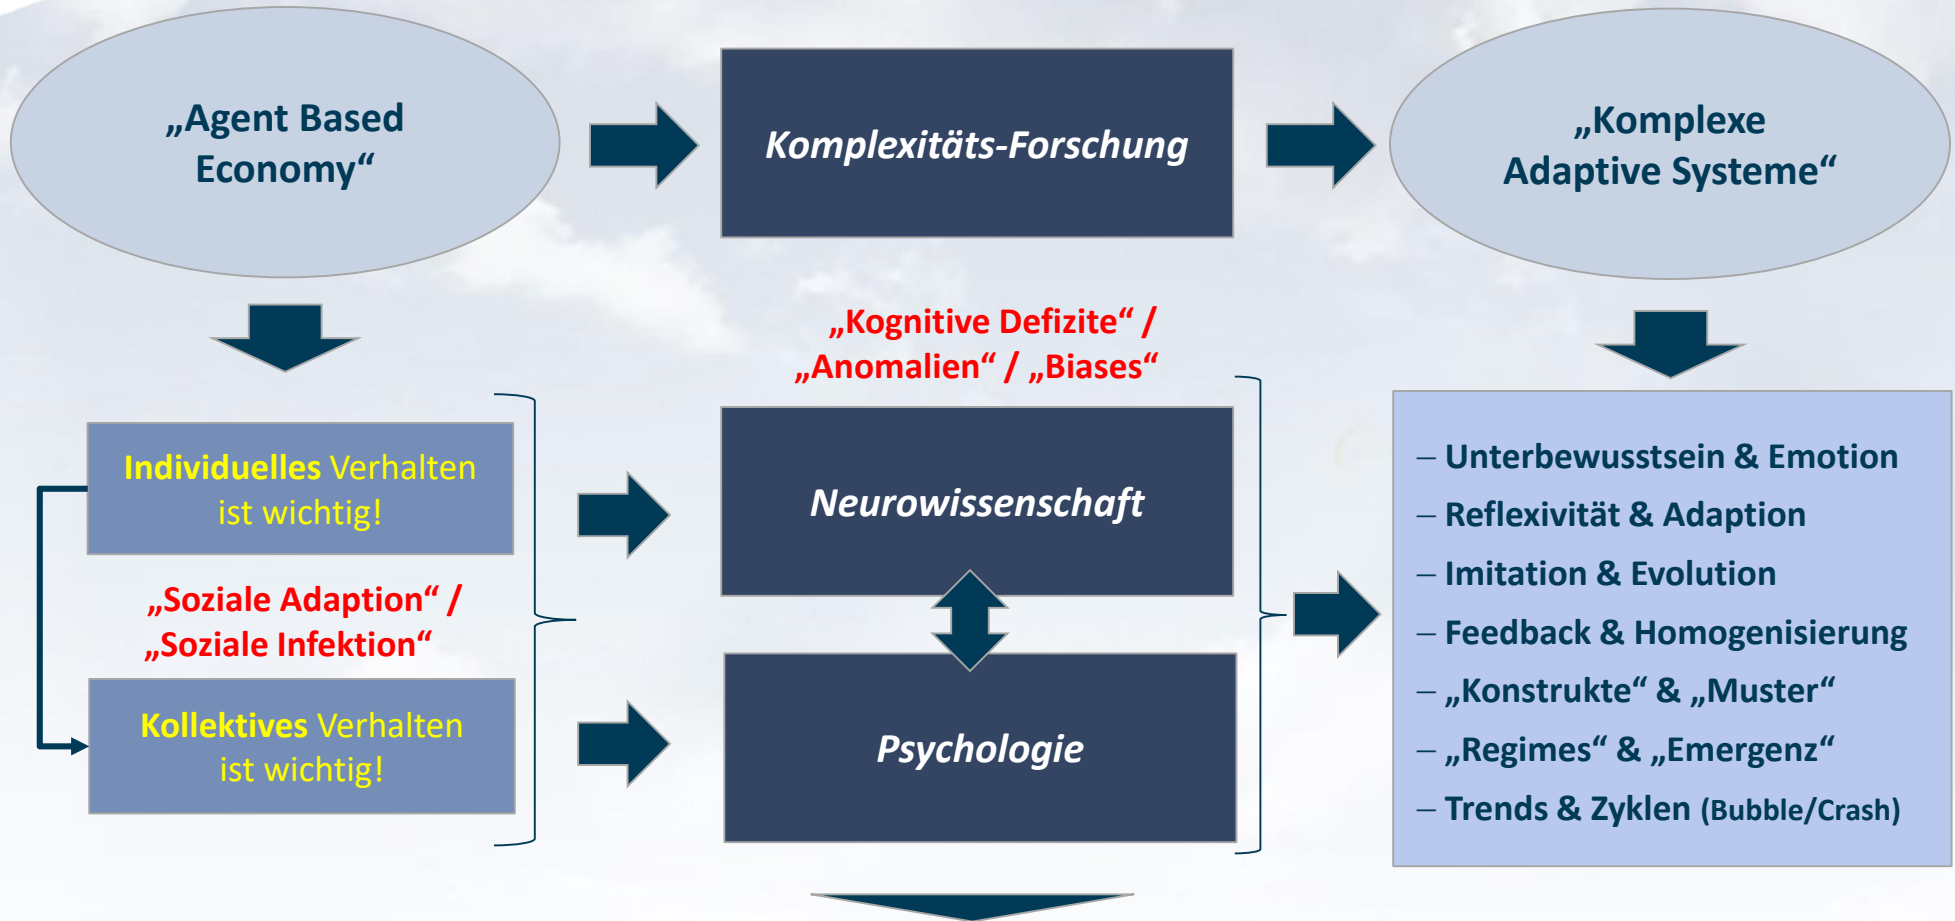 „Agent Based
Economy“
Komplexitäts-Forschung
„Komplexe
Adaptive Systeme“
„Kognitive Defizite“ /
„Anomalien“ / „Biases“
Individuelles Verhalten
ist wichtig!
„Soziale Adaption“ /
„Soziale Infektion“
Kollektives Verhalten
ist wichtig!
Neurowissenschaft
Psychologie
– Unterbewusstsein & Emotion
– Reflexivität & Adaption
– Imitation & Evolution
– Feedback & Homogenisierung
– „Konstrukte“ & „Muster“
– „Regimes“ & „Emergenz“
– Trends & Zyklen (Bubble/Crash)